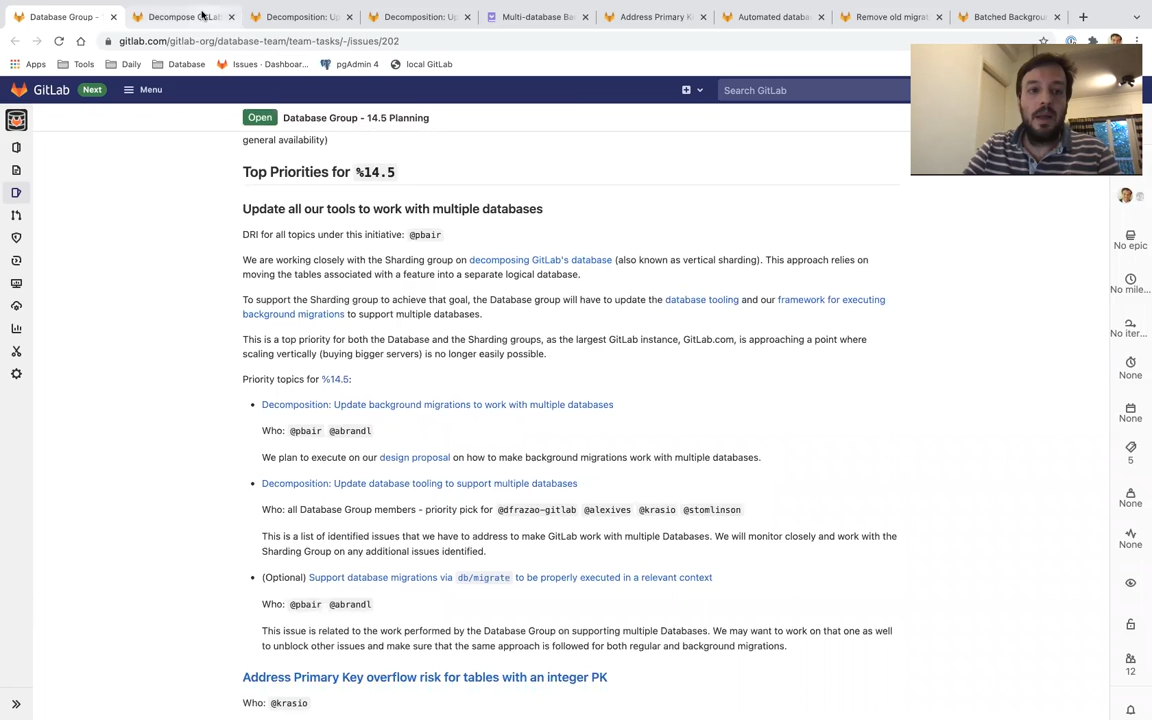 Database Group -
Decompose GitLab
Decomposition: Up
Decomposition: Up
Multi-database Ba
Address Primary K
Automated databa
Remove old migrat
Batched Backgrou
gitlab.com/gitlab-org/database-team/team-tasks/-/issues/202
Apps
Tools
Daily
Database
Issues · Dashboar...
pgAdmin 4
local GitLab
GitLab
Next
Menu
Search GitLab
Open
Database Group - 14.5 Planning
general availability)
Top Priorities for %14.5
Update all our tools to work with multiple databases
DRI for all topics under this initiative: @pbair
We are working closely with the Sharding group on decomposing GitLab's database (also known as vertical sharding). This approach relies on
moving the tables associated with a feature into a separate logical database.
To support the Sharding group to achieve that goal, the Database group will have to update the database tooling and our framework for executing
background migrations to support multiple databases.
This is a top priority for both the Database and the Sharding groups, as the largest GitLab instance, GitLab.com, is approaching a point where
scaling vertically (buying bigger servers) is no longer easily possible.
Priority topics for %14.5:
• Decomposition: Update background migrations to work with multiple databases
Who: @pbair @abrandl
We plan to execute on our design proposal on how to make background migrations work with multiple databases.
• Decomposition: Update database tooling to support multiple databases
Who: all Database Group members - priority pick for @dfrazao-gitlab @alexives @krasio @stomlinson
This is a list of identified issues that we have to address to make GitLab work with multiple Databases. We will monitor closely and work with the
Sharding Group on any additional issues identified.
• (Optional) Support database migrations via db/migrate to be properly executed in a relevant context
Who: @pbair @abrandl
This issue is related to the work performed by the Database Group on supporting multiple Databases. We may want to work on that one as well
to unblock other issues and make sure that the same approach is followed for both regular and background migrations.
Address Primary Key overflow risk for tables with an integer PK
Who: @krasio
No epic
No mile...
No iter...
None
None
5
None
None
12